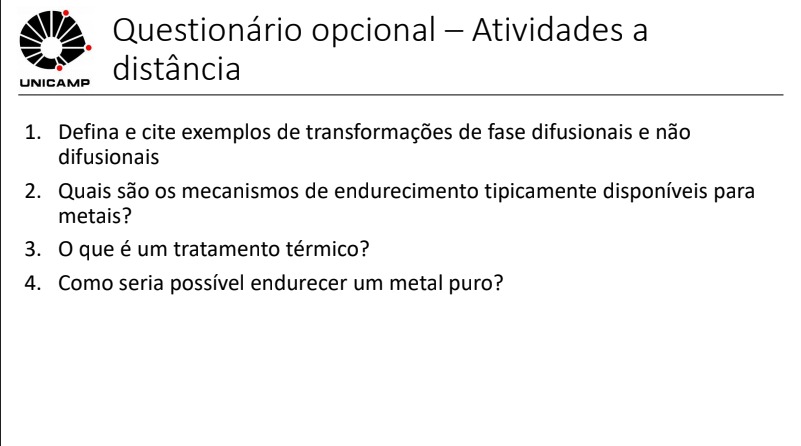 Questionário opcional – Atividades a
distância
UNICAMP
1. Defina e cite exemplos de transformações de fase difusionais e não
difusionais
2. Quais são os mecanismos de endurecimento tipicamente disponíveis para
metais?
3. O que é um tratamento térmico?
4. Como seria possível endurecer um metal puro?